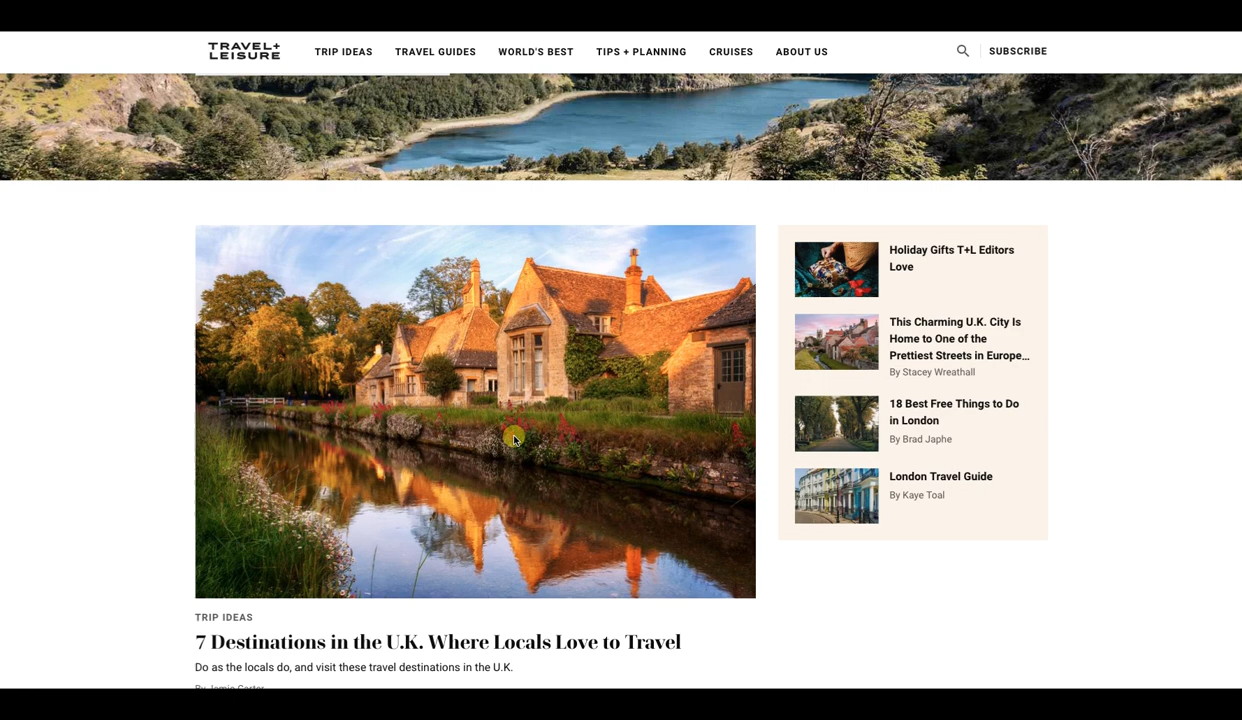 TRAVEL+
LEISURE
TRIP IDEAS
TRAVEL GUIDES
WORLD'S BEST
TIPS + PLANNING
CRUISES
ABOUT US
SUBSCRIBE
TRIP IDEAS
7 Destinations in the U.K. Where Locals Love to Travel
Do as the locals do, and visit these travel destinations in the U.K.
By Jamie Carter
Holiday Gifts T+L Editors
Love
This Charming U.K. City Is
Home to One of the
Prettiest Streets in Europe...
By Stacey Wreathall
18 Best Free Things to Do
in London
By Brad Japhe
London Travel Guide
By Kaye Toal